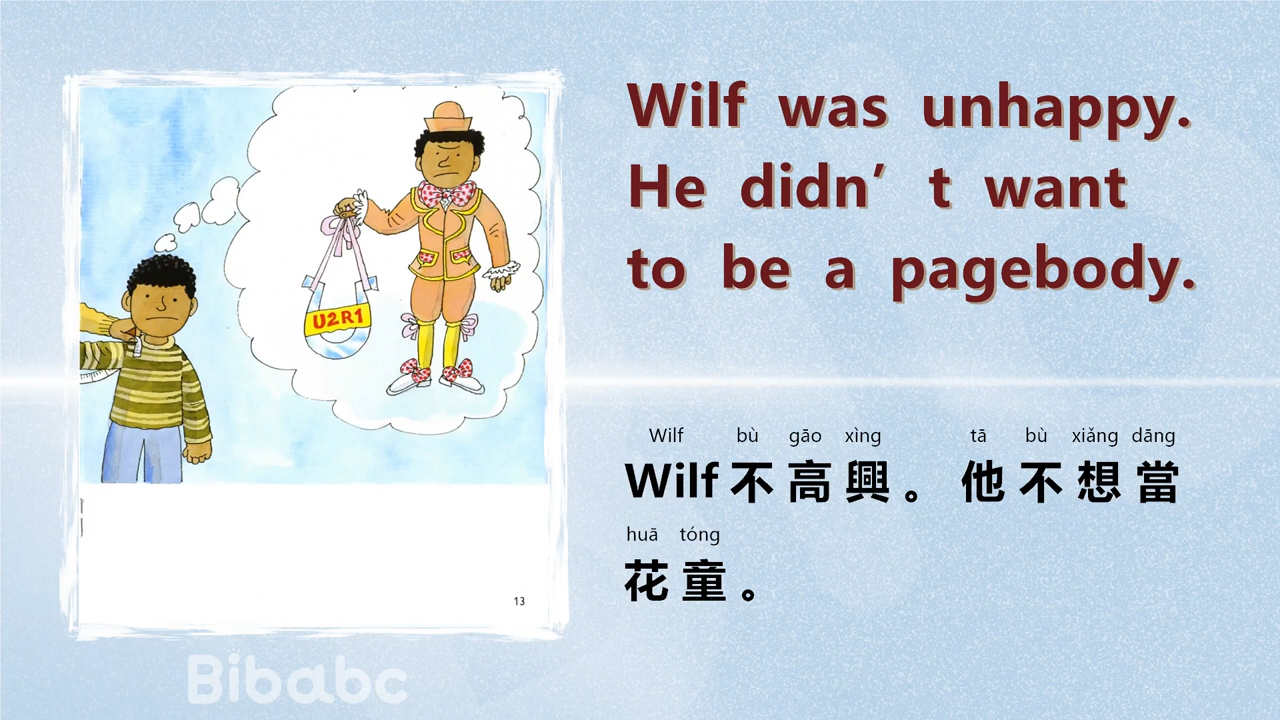 Wilf was unhappy.
He didn’t want
to be a pagebody.
U2R1
Wilf bù gāo xìng tā bù xiǎng dāng
Wilf不高興。他不想當
huā tóng
花童。
13
Bibabc